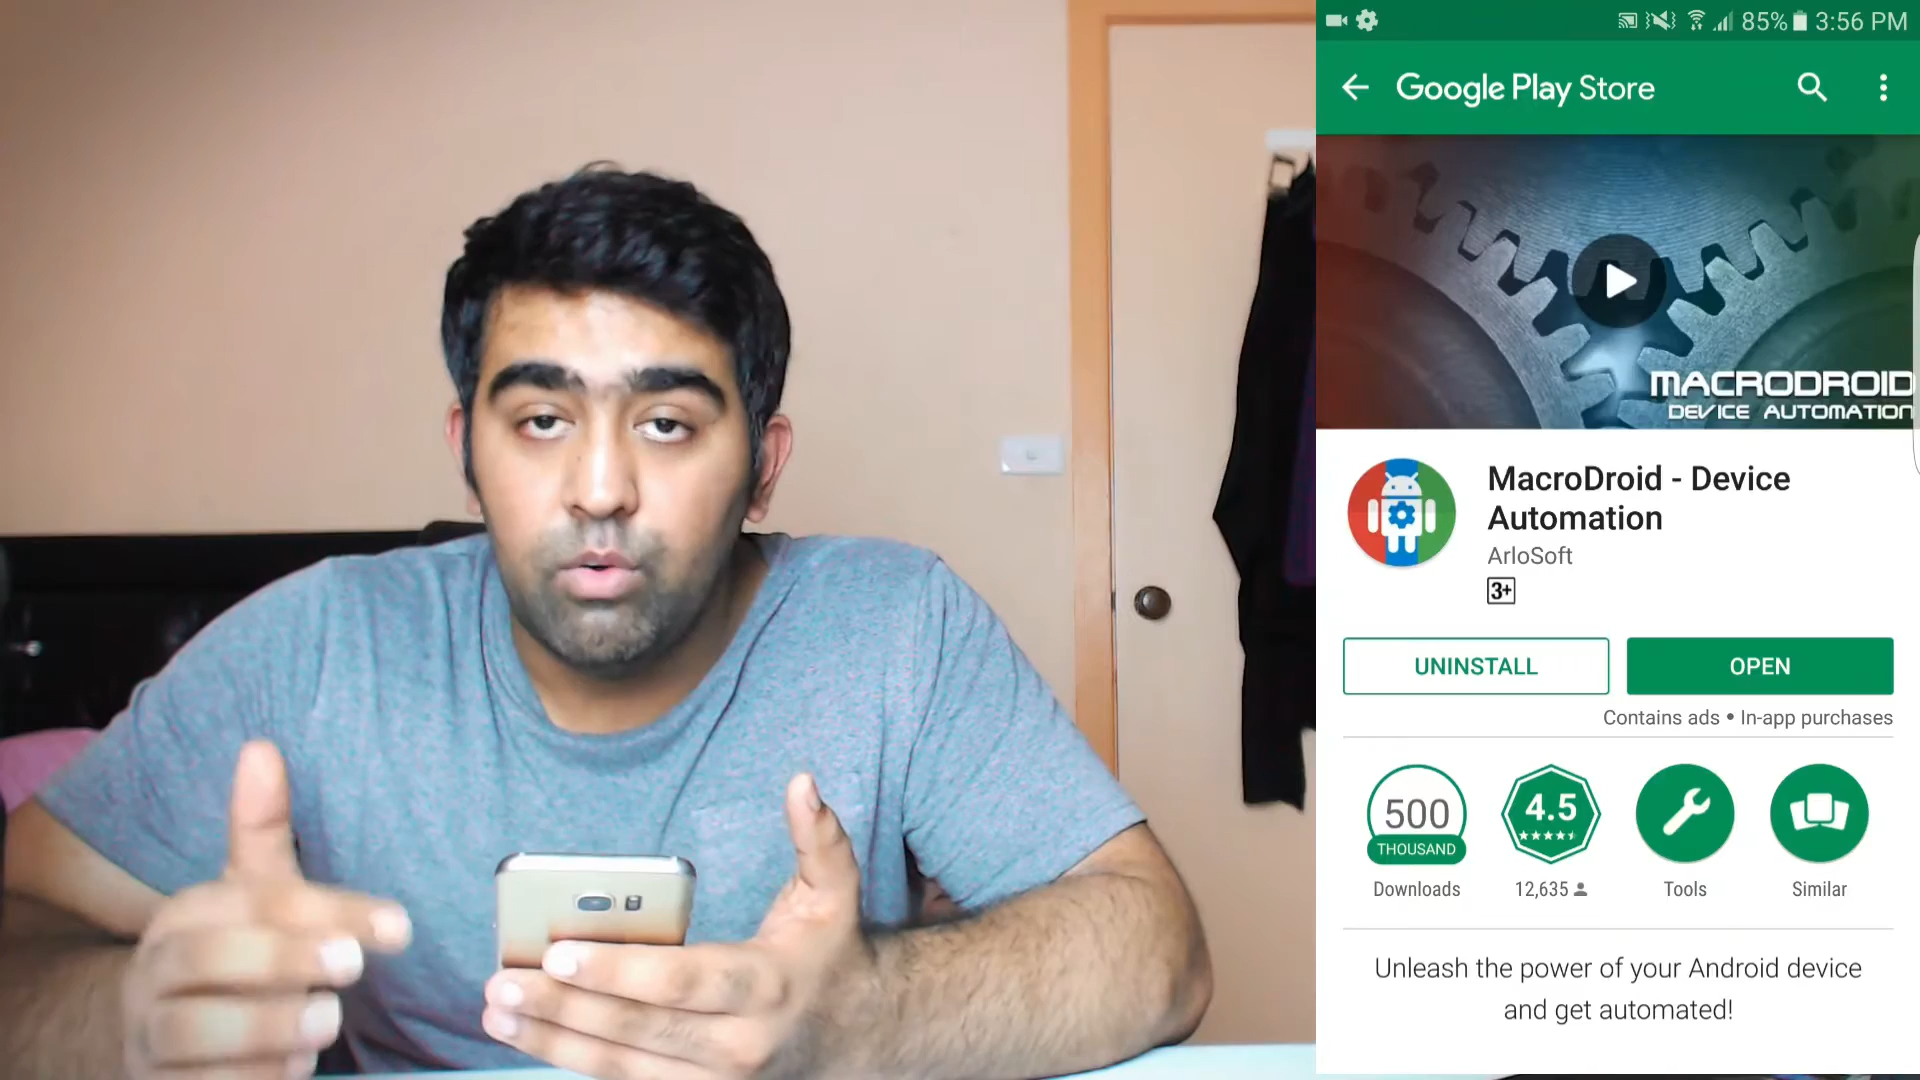 85% 3:56 PM
Google Play Store
MACRODROID
DEVICE AUTOMATION
MacroDroid - Device
Automation
ArloSoft
3+
UNINSTALL
OPEN
Contains ads • In-app purchases
500
THOUSAND
Downloads
4.5
12,635
Tools
Similar
Unleash the power of your Android device
and get automated!